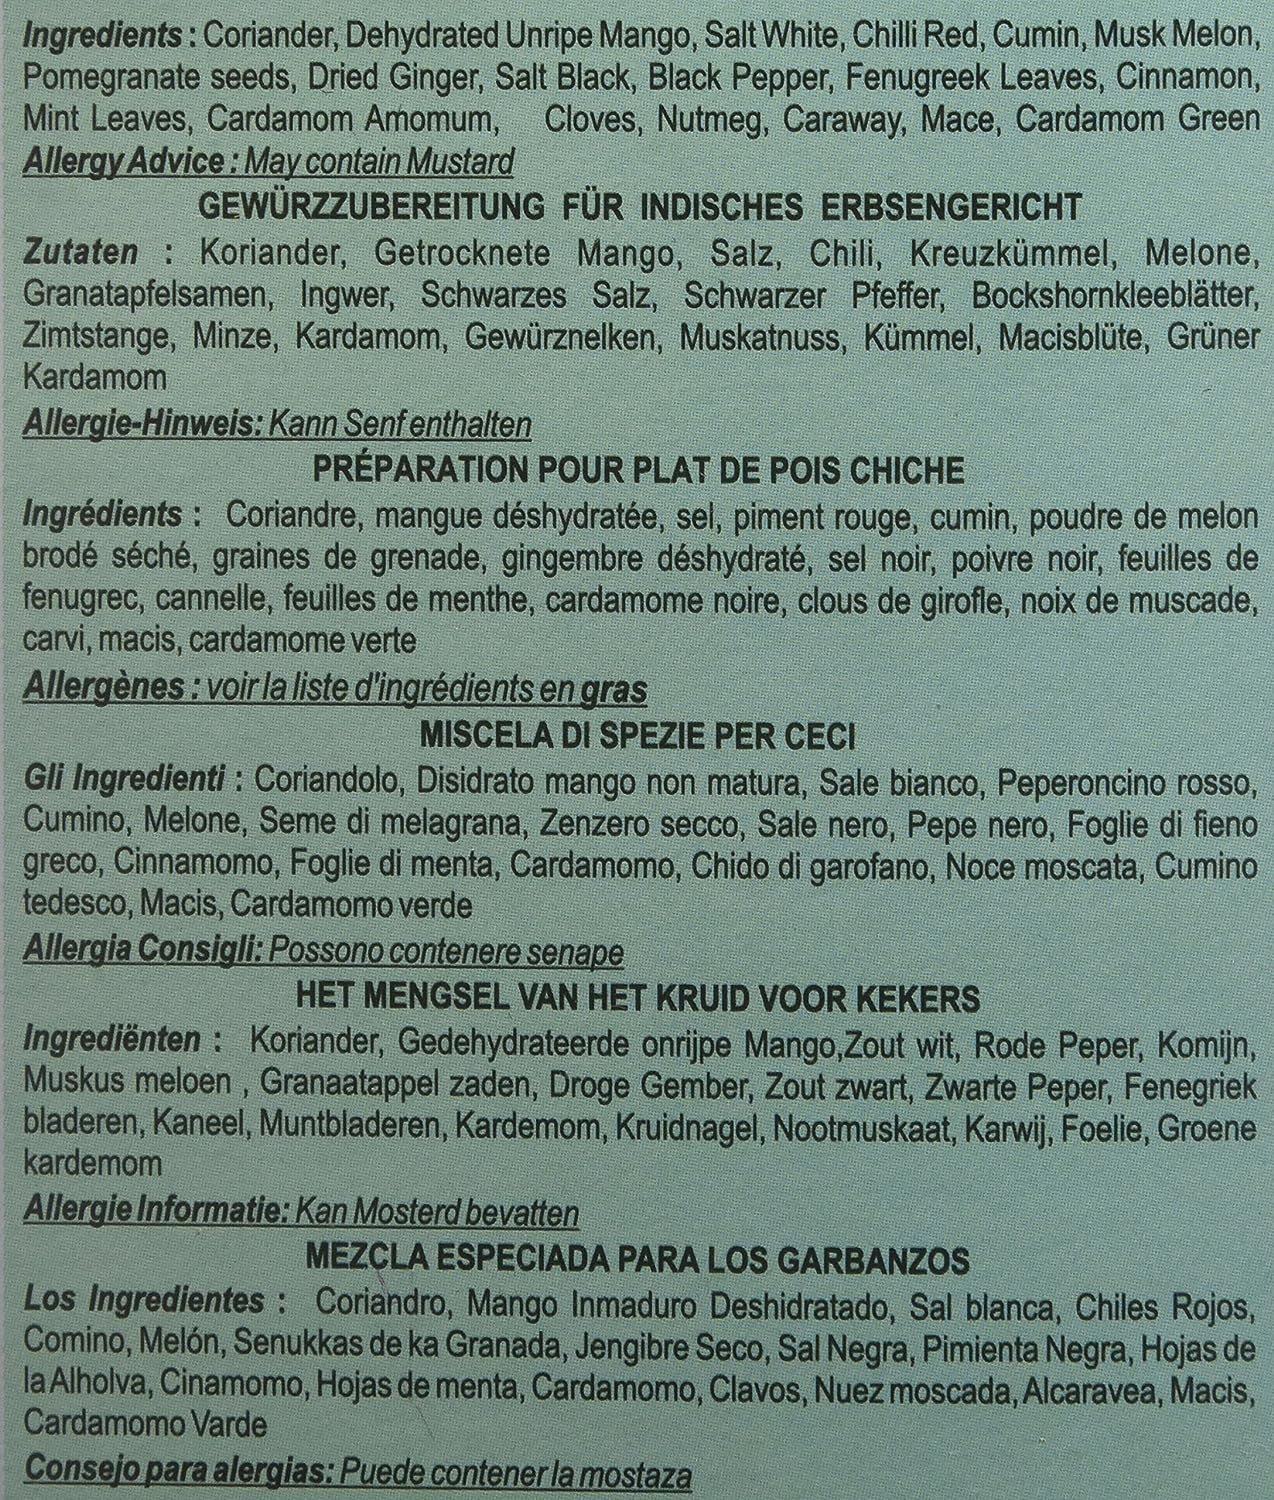 Ingredients : Coriander, Dehydrated Unripe Mango, Salt White, Chilli Red, Cumin, Musk Melon,
Pomegranate seeds, Dried Ginger, Salt Black, Black Pepper, Fenugreek Leaves, Cinnamon,
Mint Leaves, Cardamom Amomum, Cloves, Nutmeg, Caraway, Mace, Cardamom Green
Allergy Advice : May contain Mustard
GEWÜRZZUBEREITUNG FÜR INDISCHES ERBSENGERICHT
Zutaten : Koriander, Getrocknete Mango, Salz, Chili, Kreuzkümmel, Melone,
Granatapfelsamen, Ingwer, Schwarzes Salz, Schwarzer Pfeffer, Bockshornkleeblätter,
Zimtstange, Minze, Kardamom, Gewürznelken, Muskatnuss, Kümmel, Macisblüte, Grüner
Kardamom
Allergie-Hinweis: Kann Senf enthalten
PRÉPARATION POUR PLAT DE POIS CHICHE
Ingrédients : Coriandre, mangue déshydratée, sel, piment rouge, cumin, poudre de melon
brodé séché, graines de grenade, gingembre déshydraté, sel noir, poivre noir, feuilles de
fenugrec, cannelle, feuilles de menthe, cardamome noire, clous de girofle, noix de muscade,
carvi, macis, cardamome verte
Allergènes : voir la liste d'ingrédients en gras
MISCELA DI SPEZIE PER CECI
Gli Ingredienti : Coriandolo, Disidrato mango non matura, Sale bianco, Peperoncino rosso,
Cumino, Melone, Seme di melagrana, Zenzero secco, Sale nero, Pepe nero, Foglie di fieno
greco, Cinnamomo, Foglie di menta, Cardamomo, Chido di garofano, Noce moscata, Cumino
tedesco, Macis, Cardamomo verde
Allergia Consigli: Possono contenere senape
HET MENGSEL VAN HET KRUID VOOR KEKERS
Ingrediënten : Koriander, Gedehydrateerde onrijpe Mango,Zout wit, Rode Peper, Komijn,
Muskus meloen , Granaatappel zaden, Droge Gember, Zout zwart, Zwarte Peper, Fenegriek
bladeren, Kaneel, Muntbladeren, Kardemom, Kruidnagel, Nootmuskaat, Karwij, Foelie, Groene
kardemom
Allergie Informatie: Kan Mosterd bevatten
MEZCLA ESPECIADA PARA LOS GARBANZOS
Los Ingredientes : Coriandro, Mango Inmaduro Deshidratado, Sal blanca, Chiles Rojos,
Comino, Melón, Senukkas de ka Granada, Jengibre Seco, Sal Negra, Pimienta Negra, Hojas de
la Alholva, Cinamomo, Hojas de menta, Cardamomo, Clavos, Nuez moscada, Alcaravea, Macis,
Cardamomo Varde
Consejo para alergias: Puede contener la mostaza